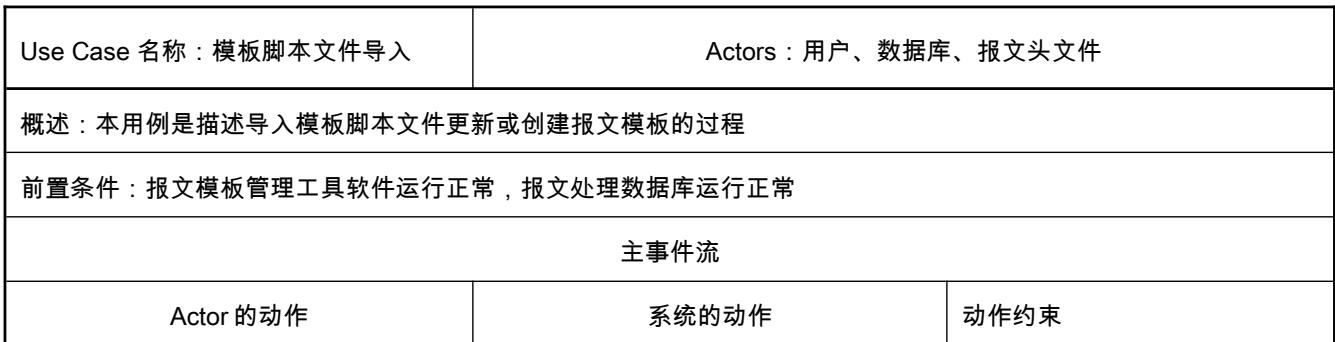 Use Case 名称：模板脚本文件导入
Actors：用户、数据库、报文头文件
概述：本用例是描述导入模板脚本文件更新或创建报文模板的过程
前置条件：报文模板管理工具软件运行正常，报文处理数据库运行正常
主事件流
Actor 的动作
系统的动作
动作约束